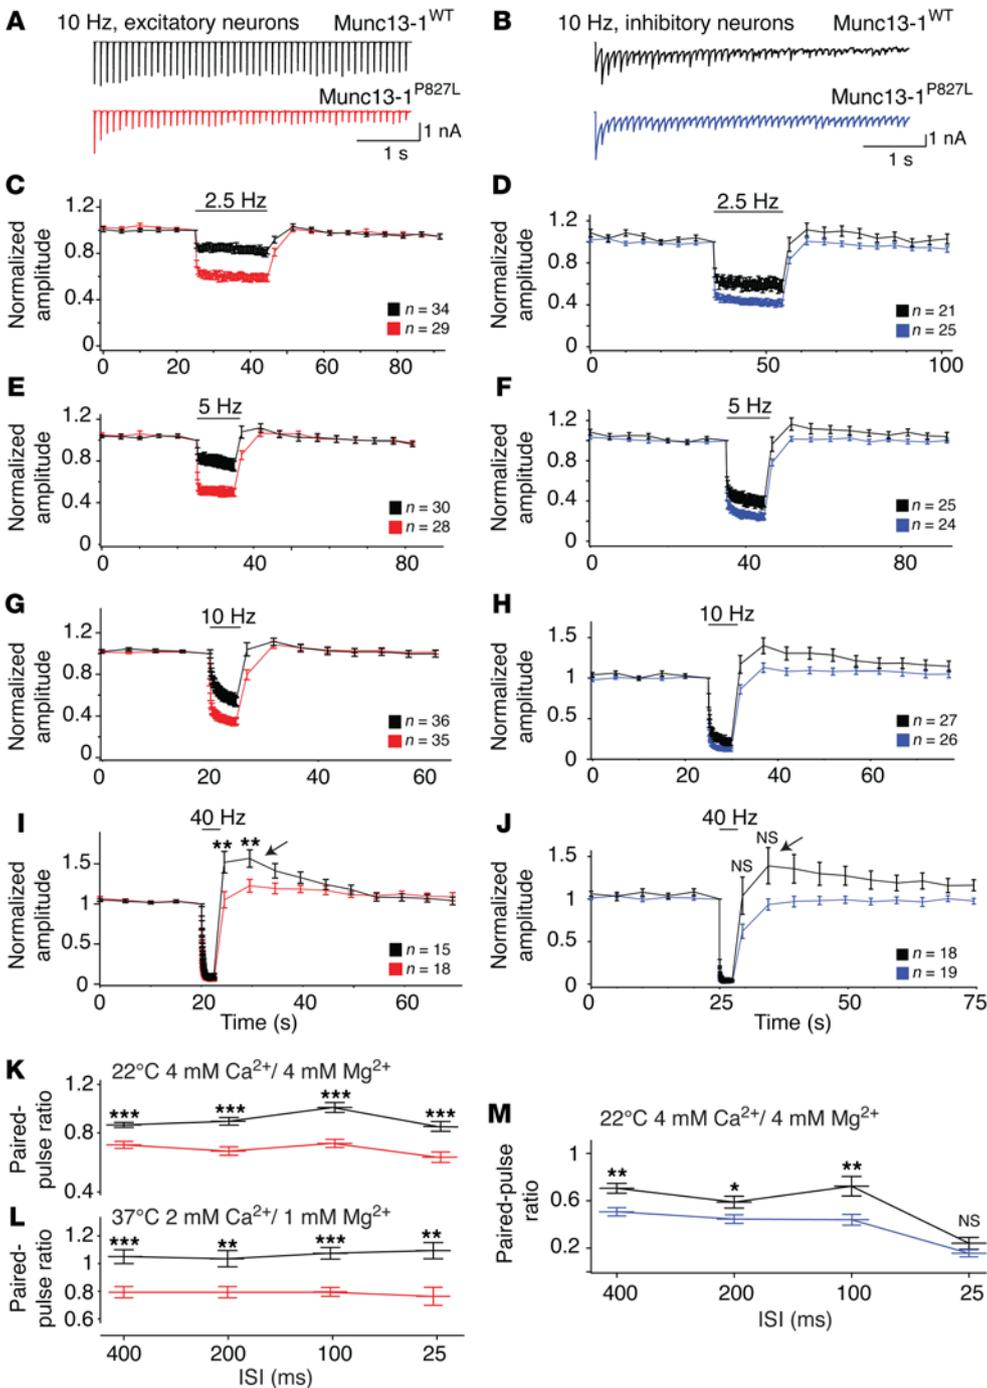 A 10 Hz, excitatory neurons Munc13-1WT
Munc13-1P827L
1 nA
1 s
B 10 Hz, inhibitory neurons Munc13-1WT
Munc13-1P827L
1 nA
1 s
C
2.5 Hz
Normalized
amplitude
1.2
0.8
0.4
0
n = 34
n = 29
0 20 40 60 80
D
2.5 Hz
Normalized
amplitude
1.2
0.8
0.4
0
n = 21
n = 25
0 50 100
E
5 Hz
Normalized
amplitude
1.2
0.8
0.4
0
n = 30
n = 28
0 40 80
F
5 Hz
Normalized
amplitude
1.2
0.8
0.4
0
n = 25
n = 24
0 40 80
G
10 Hz
Normalized
amplitude
1.2
0.8
0.4
0
n = 36
n = 35
0 20 40 60
H
10 Hz
Normalized
amplitude
1.5
1
0.5
0
n = 27
n = 26
0 20 40 60
I
40 Hz
** **
Normalized
amplitude
1.5
1
0.5
0
n = 15
n = 18
0 20 40 60
Time (s)
J
40 Hz
NS
NS
Normalized
amplitude
1.5
1
0.5
0
n = 18
n = 19
0 25 50 75
Time (s)
K 22°C 4 mM Ca2+/ 4 mM Mg2+
Paired-
pulse ratio
1.2
0.8
0.4
*** *** *** ***
L 37°C 2 mM Ca2+/ 1 mM Mg2+
Paired-
pulse ratio
1.2
1
0.8
0.6
*** ** *** **
400 200 100 25
ISI (ms)
M 22°C 4 mM Ca2+/ 4 mM Mg2+
Paired-pulse
ratio
1
0.6
0.2
** * ** NS
400 200 100 25
ISI (ms)